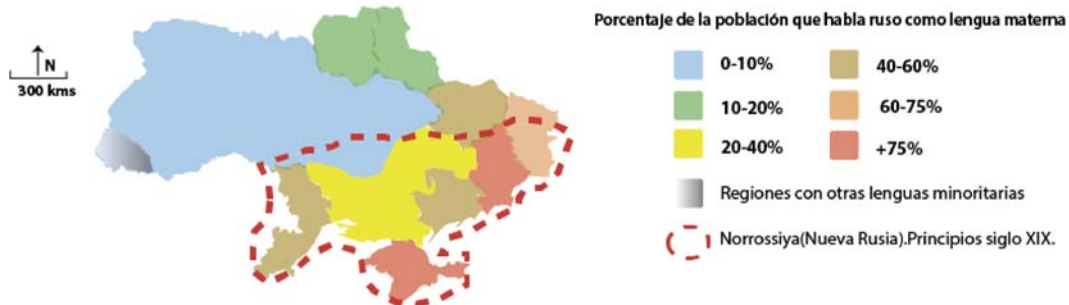 Porcentaje de la población que habla ruso como lengua materna
N
300 kms
0-10%
40-60%
10-20%
60-75%
20-40%
+75%
Regiones con otras lenguas minoritarias
Norrossiya(Nueva Rusia).Principios siglo XIX.